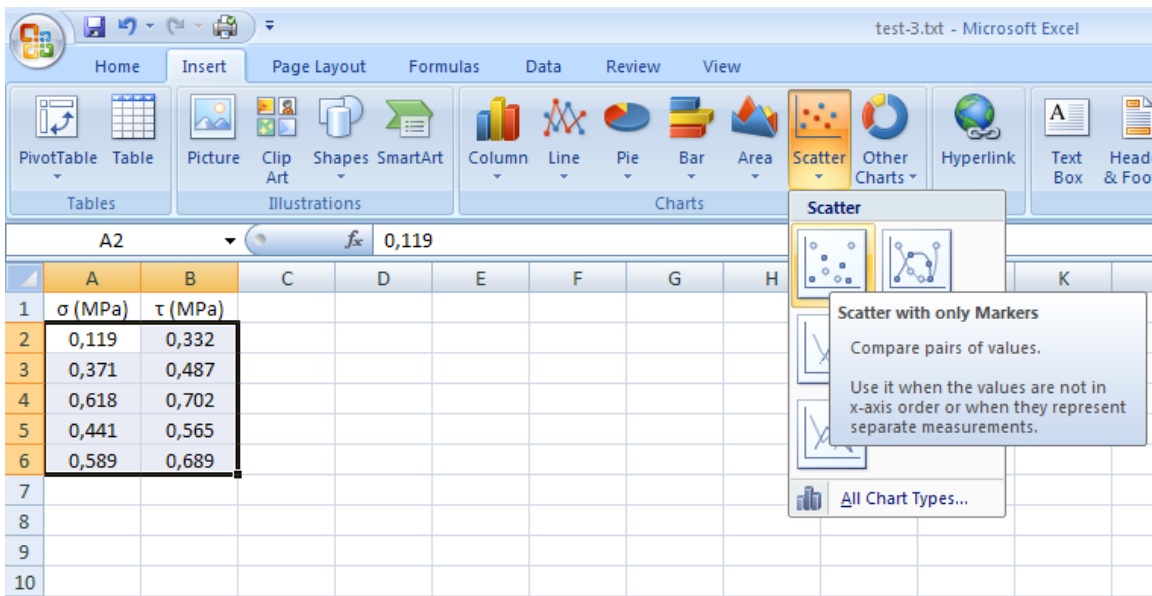 test-3.txt - Microsoft Excel
Home Insert Page Layout Formulas Data Review View
PivotTable Table Picture Clip Art Shapes SmartArt Column Line Pie Bar Area Scatter Other Charts Hyperlink Text Box Head & Foo
Tables Illustrations Charts
Scatter
A2 fx 0,119
A B C D E F G H K
1 σ (MPa) τ (MPa)
2 0,119 0,332
3 0,371 0,487
4 0,618 0,702
5 0,441 0,565
6 0,589 0,689
7
8
9
10
Scatter with only Markers
Compare pairs of values.
Use it when the values are not in
x-axis order or when they represent
separate measurements.
All Chart Types...